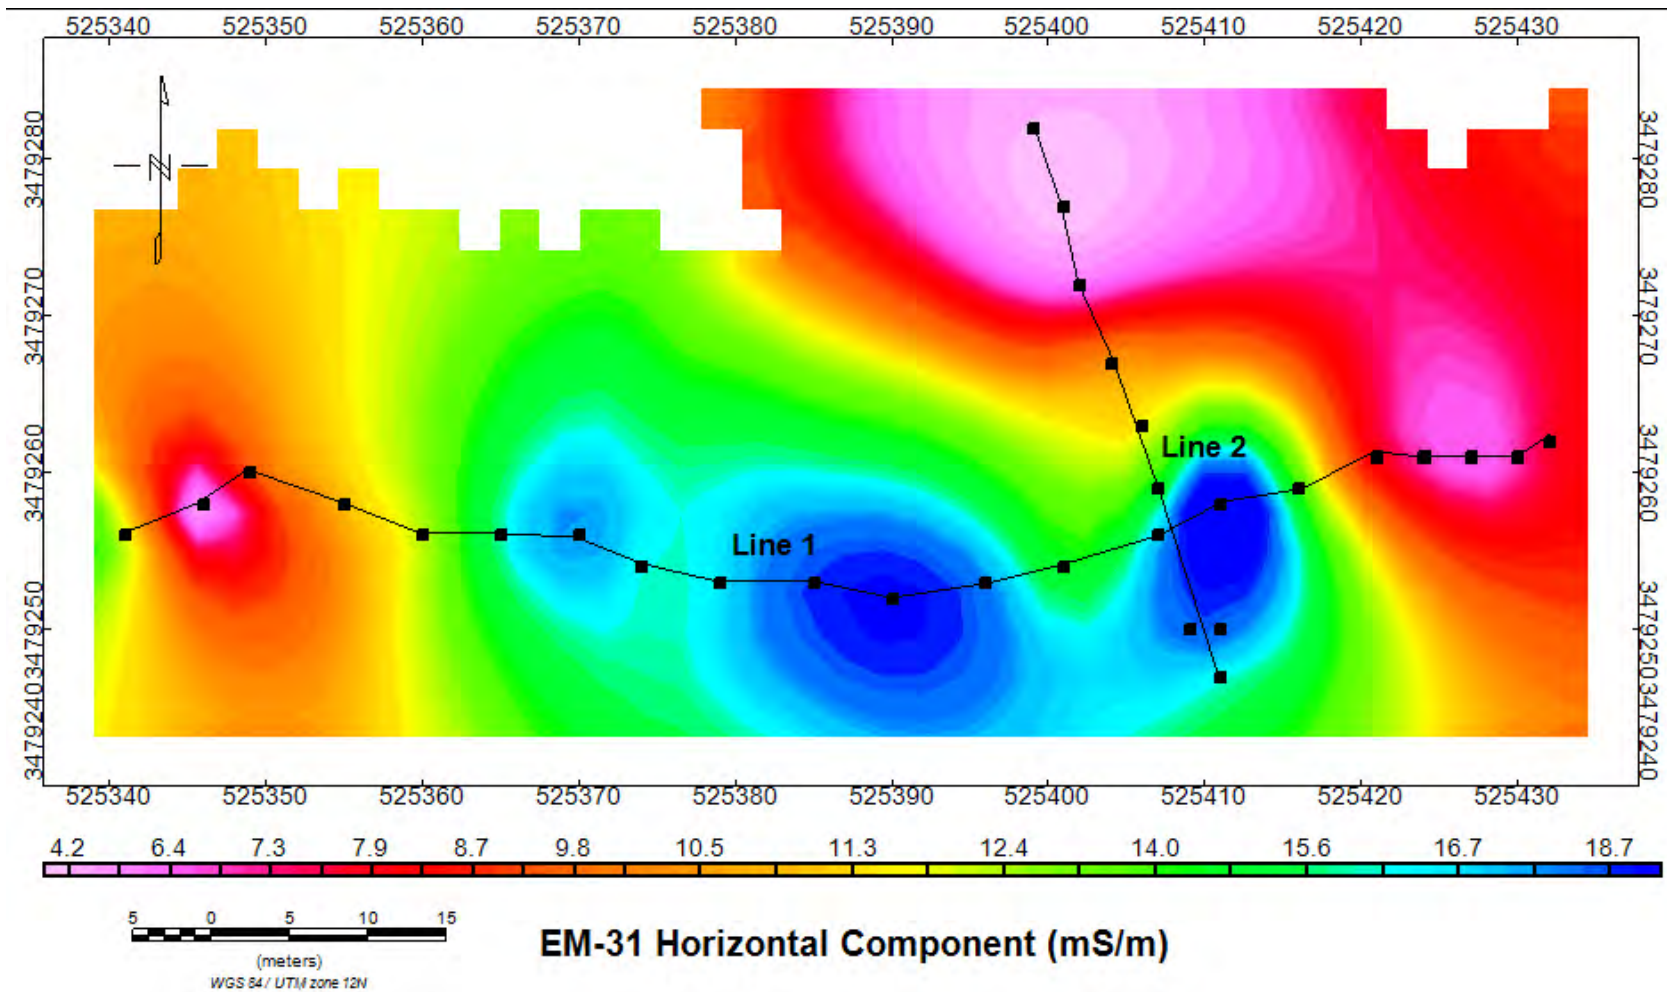 525340 525350 525360 525370 525380 525390 525400 525410 525420 525430
3479280 3479280
N
3479270 3479270
3479260 3479260
Line 2
Line 1
3479250 3479250
3479240 3479240
525340 525350 525360 525370 525380 525390 525400 525410 525420 525430
4.2 6.4 7.3 7.9 8.7 9.8 10.5 11.3 12.4 14.0 15.6 16.7 18.7
5 0 5 10 15
(meters)
WGS 84 / UTM zone 12N
EM-31 Horizontal Component (mS/m)